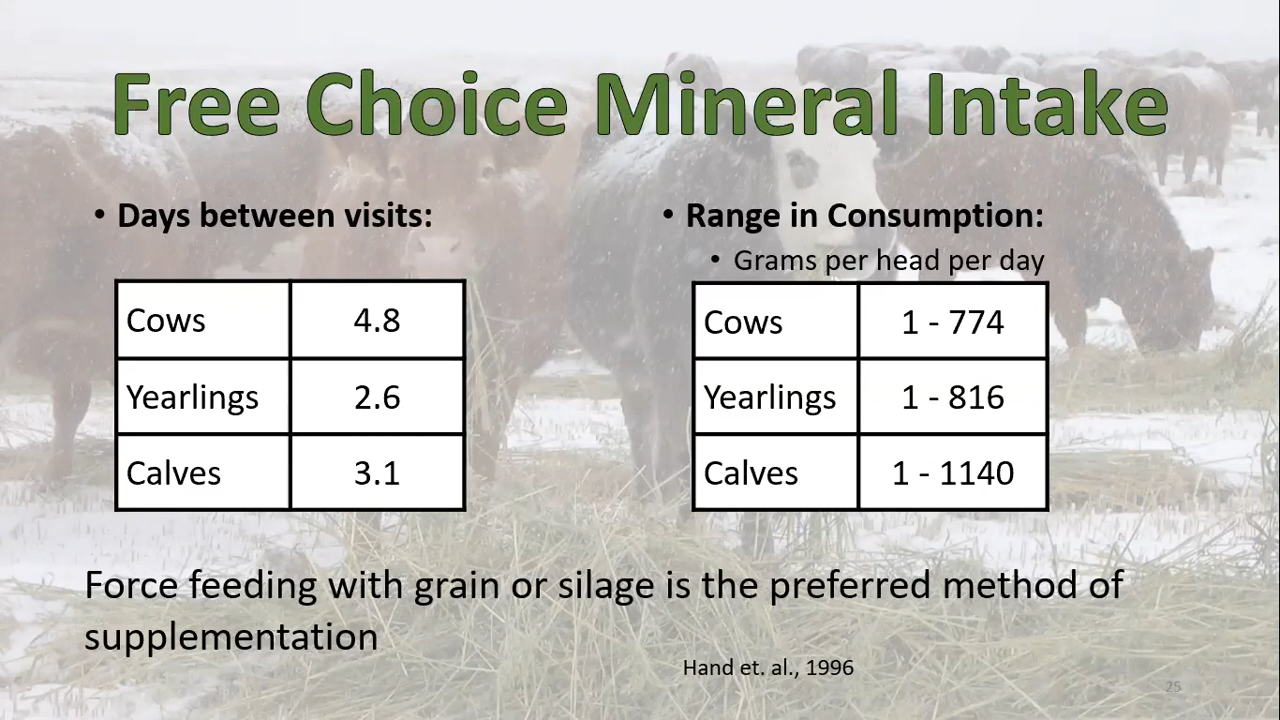 Free Choice Mineral Intake
• Days between visits:
Cows 4.8
Yearlings 2.6
Calves 3.1
• Range in Consumption:
• Grams per head per day
Cows 1 - 774
Yearlings 1 - 816
Calves 1 - 1140
Force feeding with grain or silage is the preferred method of
supplementation
Hand et. al., 1996
25